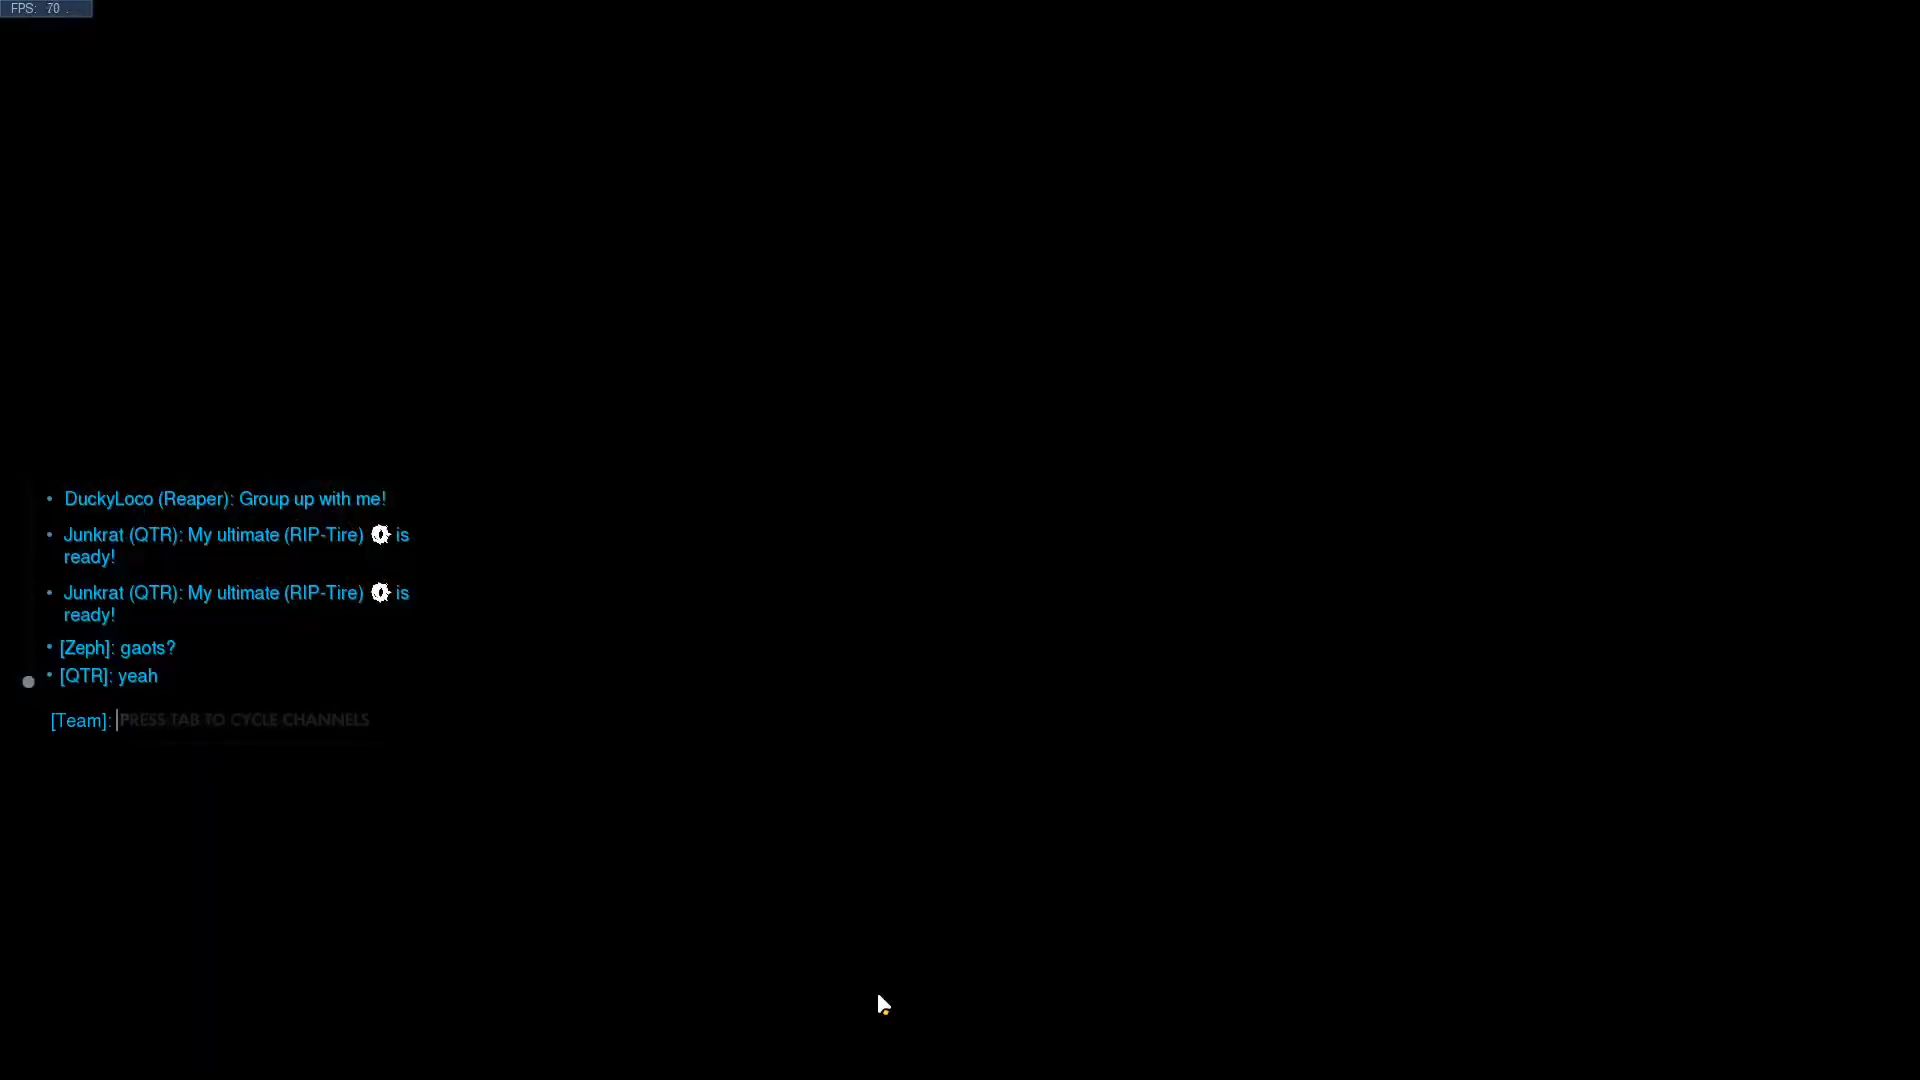 FPS: 70
• DuckyLoco (Reaper): Group up with me!
• Junkrat (QTR): My ultimate (RIP-Tire) is
ready!
• Junkrat (QTR): My ultimate (RIP-Tire) is
ready!
• [Zeph]: gaots?
• [QTR]: yeah
[Team]: PRESS TAB TO CYCLE CHANNELS